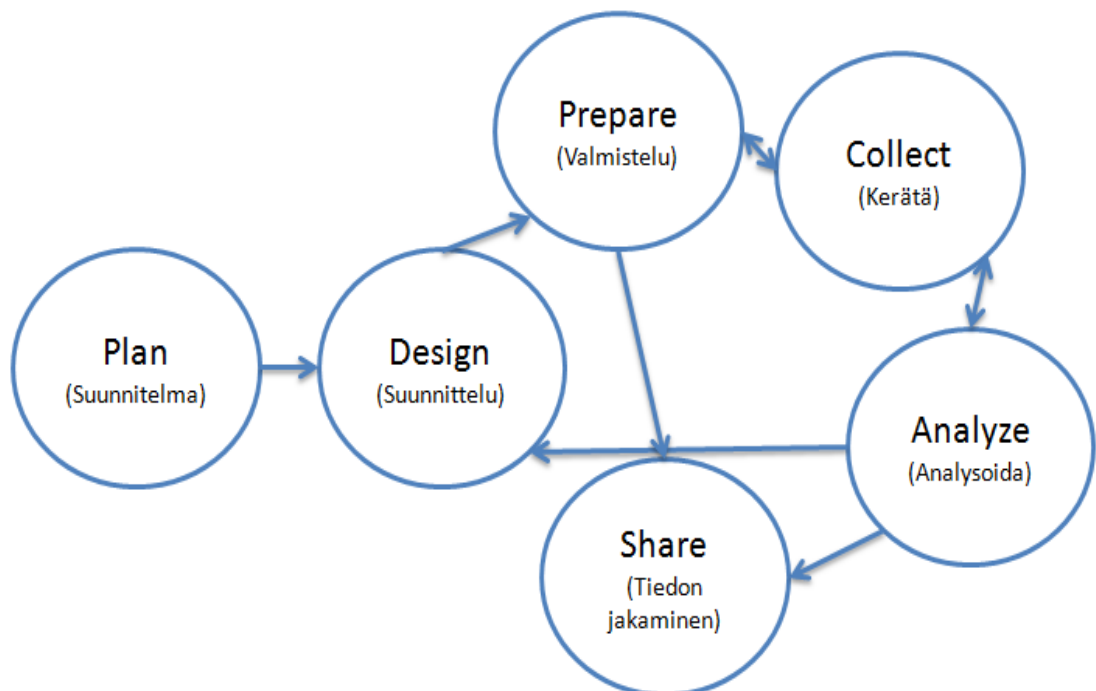 Prepare
(Valmistelu)
Collect
(Kerätä)
Plan
(Suunnitelma)
Design
(Suunnittelu)
Analyze
(Analysoida)
Share
(Tiedon
jakaminen)